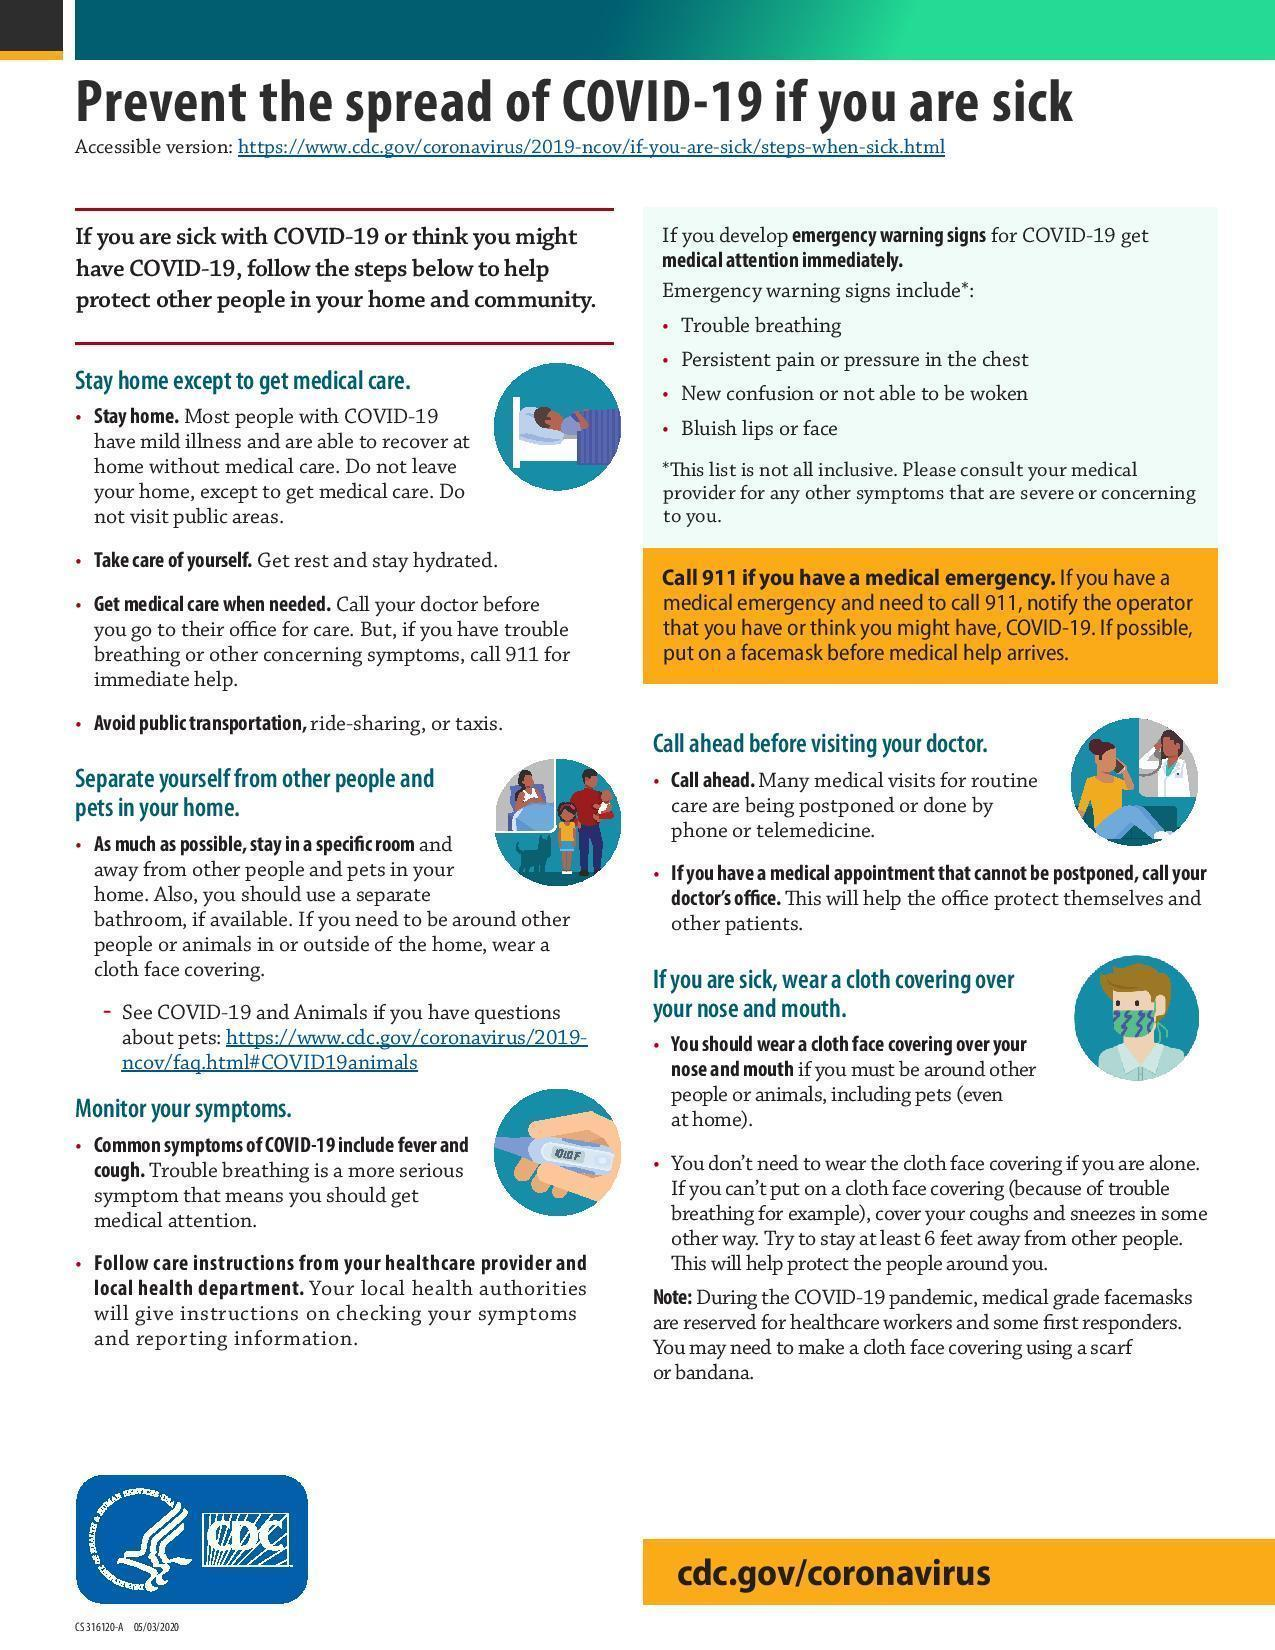 Prevent the spread of COVID-19 if you are sick
Accessible version: https://www.cdc.gov/coronavirus/2019-ncov/if-you-are-sick/steps-when-sick.html
If you are sick with COVID-19 or think you might
have COVID-19, follow the steps below to help
protect other people in your home and community.
Stay home except to get medical care.
• Stay home. Most people with COVID-19
have mild illness and are able to recover at
home without medical care. Do not leave
your home, except to get medical care. Do
not visit public areas.
• Take care of yourself. Get rest and stay hydrated.
• Get medical care when needed. Call your doctor before
you go to their office for care. But, if you have trouble
breathing or other concerning symptoms, call 911 for
immediate help.
• Avoid public transportation, ride-sharing, or taxis.
Separate yourself from other people and
pets in your home.
• As much as possible, stay in a specific room and
away from other people and pets in your
home. Also, you should use a separate
bathroom, if available. If you need to be around other
people or animals in or outside of the home, wear a
cloth face covering.
- See COVID-19 and Animals if you have questions
about pets: https://www.cdc.gov/coronavirus/2019-
ncov/faq.html#COVID19animals
Monitor your symptoms.
• Common symptoms of COVID-19 include fever and
cough. Trouble breathing is a more serious
symptom that means you should get
medical attention.
• Follow care instructions from your healthcare provider and
local health department. Your local health authorities
will give instructions on checking your symptoms
and reporting information.
If you develop emergency warning signs for COVID-19 get
medical attention immediately.
Emergency warning signs include*:
• Trouble breathing
• Persistent pain or pressure in the chest
• New confusion or not able to be woken
• Bluish lips or face
*This list is not all inclusive. Please consult your medical
provider for any other symptoms that are severe or concerning
to you.
Call 911 if you have a medical emergency. If you have a
medical emergency and need to call 911, notify the operator
that you have or think you might have, COVID-19. If possible,
put on a facemask before medical help arrives.
Call ahead before visiting your doctor.
• Call ahead. Many medical visits for routine
care are being postponed or done by
phone or telemedicine.
• If you have a medical appointment that cannot be postponed, call your
doctor's office. This will help the office protect themselves and
other patients.
If you are sick, wear a cloth covering over
your nose and mouth.
• You should wear a cloth face covering over your
nose and mouth if you must be around other
people or animals, including pets (even
at home).
• You don't need to wear the cloth face covering if you are alone.
If you can't put on a cloth face covering (because of trouble
breathing for example), cover your coughs and sneezes in some
other way. Try to stay at least 6 feet away from other people.
This will help protect the people around you.
Note: During the COVID-19 pandemic, medical grade facemasks
are reserved for healthcare workers and some first responders.
You may need to make a cloth face covering using a scarf
or bandana.
DEPARTMENT OF HEALTH & HUMAN SERVICES·USA
CDC
cdc.gov/coronavirus
CS 316120-A 05/03/2020